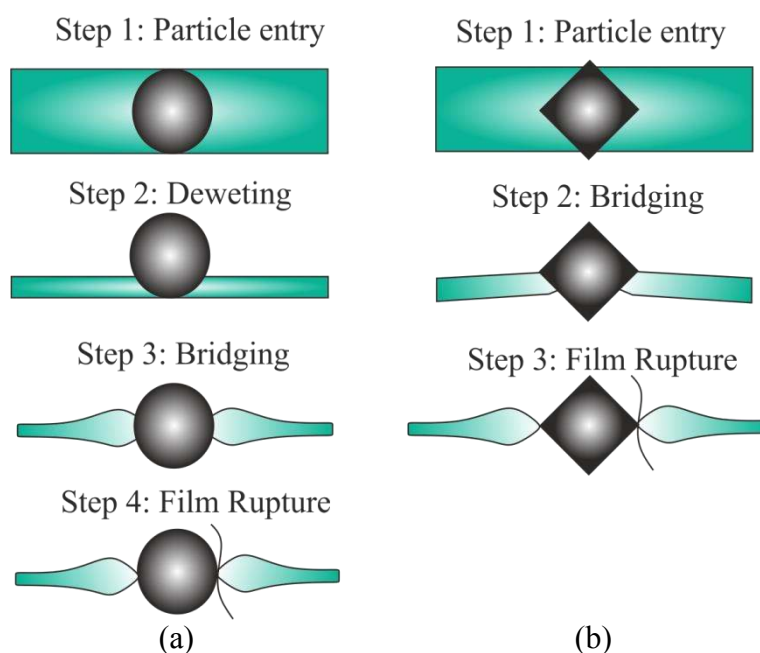 Step 1: Particle entry
Step 2: Deweting
Step 3: Bridging
Step 4: Film Rupture
(a)
Step 1: Particle entry
Step 2: Bridging
Step 3: Film Rupture
(b)